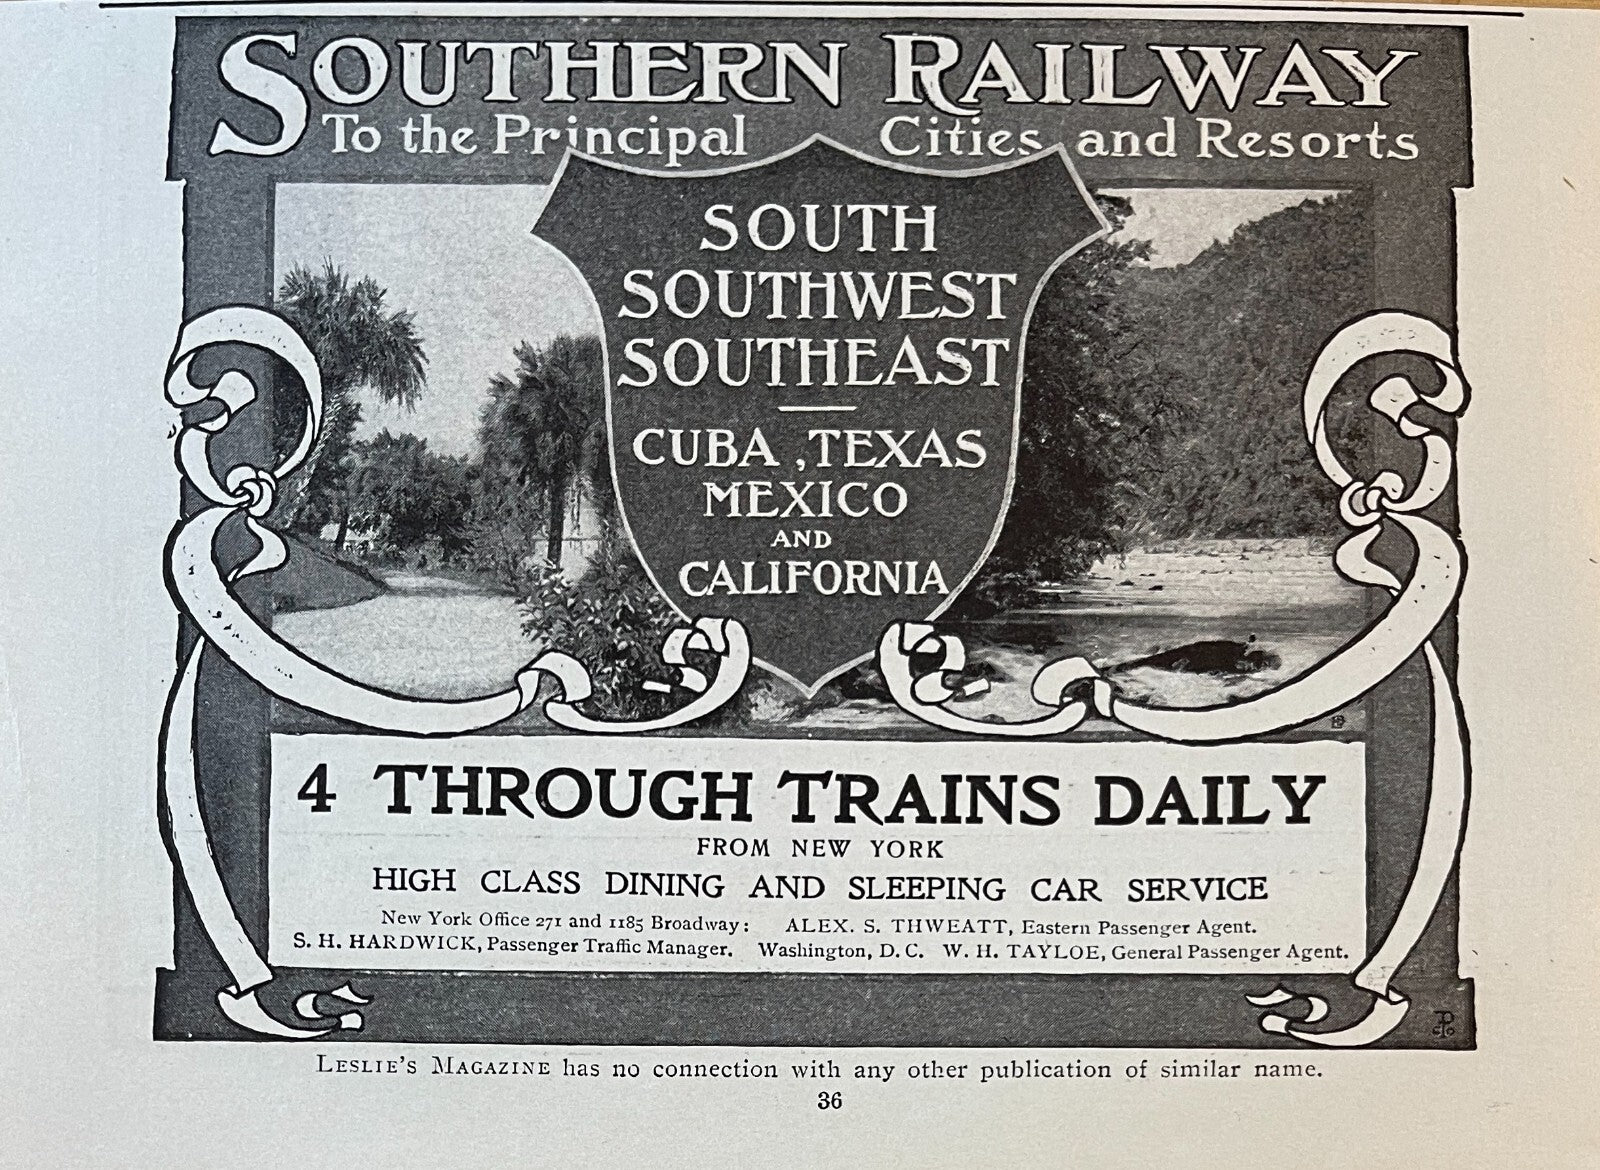 SOUTHERN RAILWAY
To the Principal Cities and Resorts
SOUTH
SOUTHWEST
SOUTHEAST
CUBA, TEXAS
MEXICO
AND
CALIFORNIA
4 THROUGH TRAINS DAILY
FROM NEW YORK
HIGH CLASS DINING AND SLEEPING CAR SERVICE
New York Office 271 and 1185 Broadway: ALEX. S. THWEATT, Eastern Passenger Agent.
S. H. HARDWICK, Passenger Traffic Manager. Washington, D. C. W. H. TAYLOE, General Passenger Agent.
LESLIE'S MAGAZINE has no connection with any other publication of similar name.
36